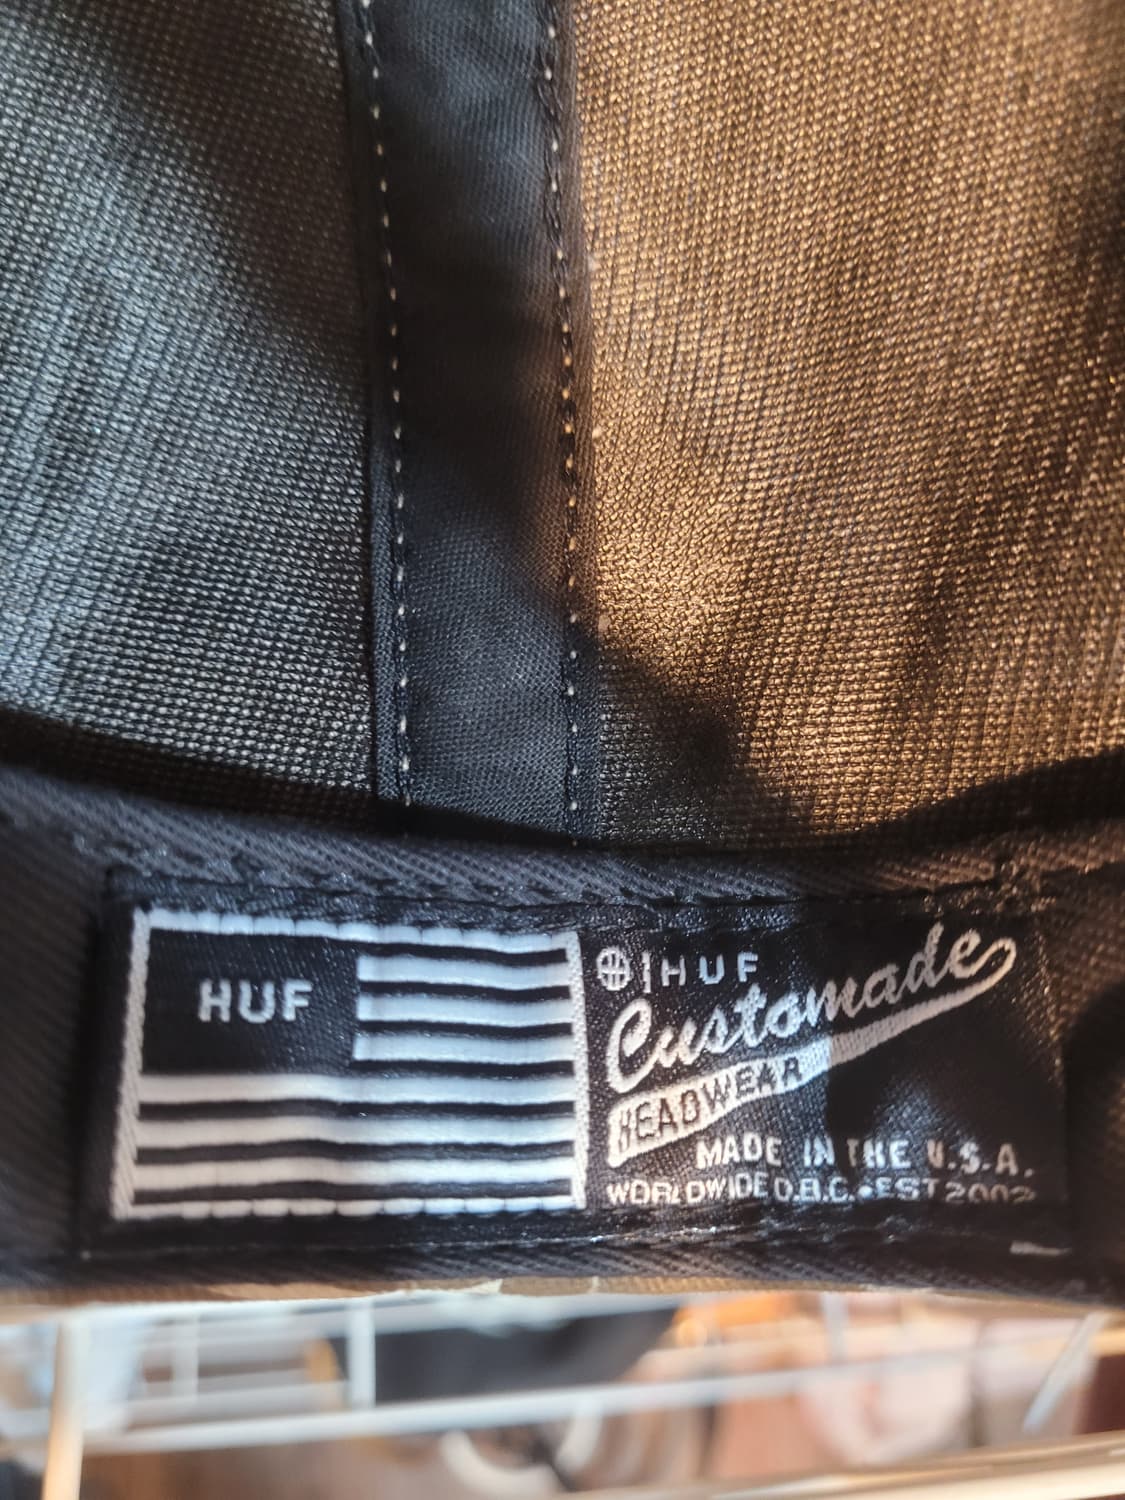 HUF
HUF
Customade
HEADWEAR
MADE IN THE U.S.A.
WORLDWIDE D.B.C. • EST 2002